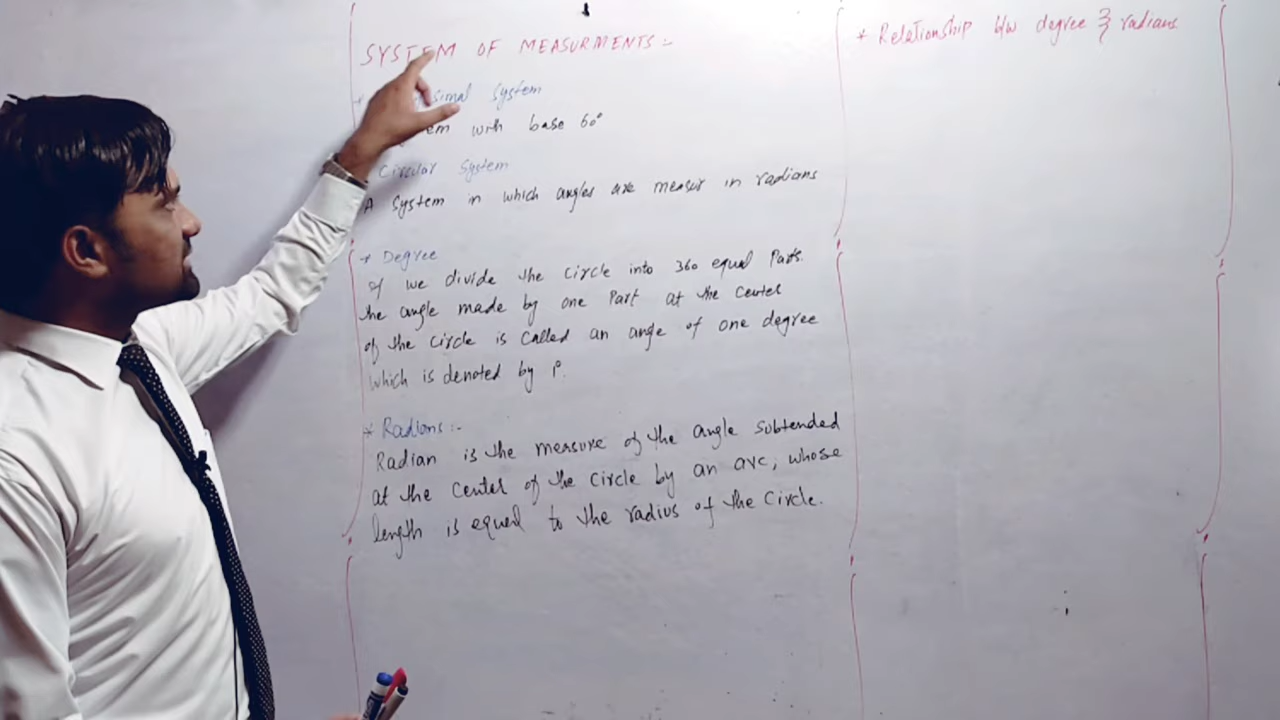 SYSTEM OF MEASURMENTS:-
* simal System
em with base 60°
Circular System
A System in which angles are measur in radians
* Degree
If we divide the circle into 360 equal Parts.
the angle made by one Part at the center
of the circle is called an angle of one degree
which is denoted by 1°.
* Radians:-
Radian is the measure of the angle subtended
at the center of the circle by an arc, whose
length is equal to the radius of the circle.
* Relationship b/w degree & radians